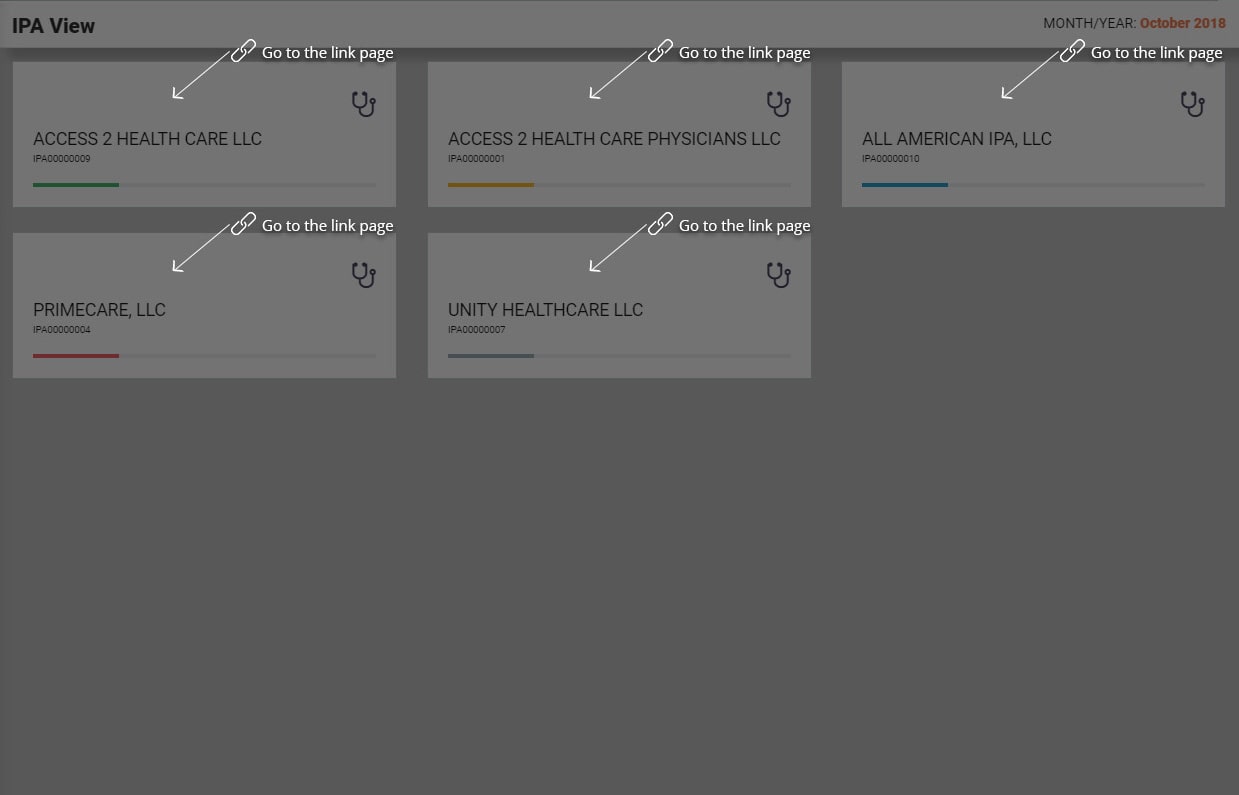 IPA View
MONTH/YEAR: October 2018
Go to the link page
Go to the link page
Go to the link page
ACCESS 2 HEALTH CARE LLC
IPA00000009
ACCESS 2 HEALTH CARE PHYSICIANS LLC
IPA00000001
ALL AMERICAN IPA, LLC
IPA00000010
Go to the link page
Go to the link page
PRIMECARE, LLC
IPA00000004
UNITY HEALTHCARE LLC
IPA00000007